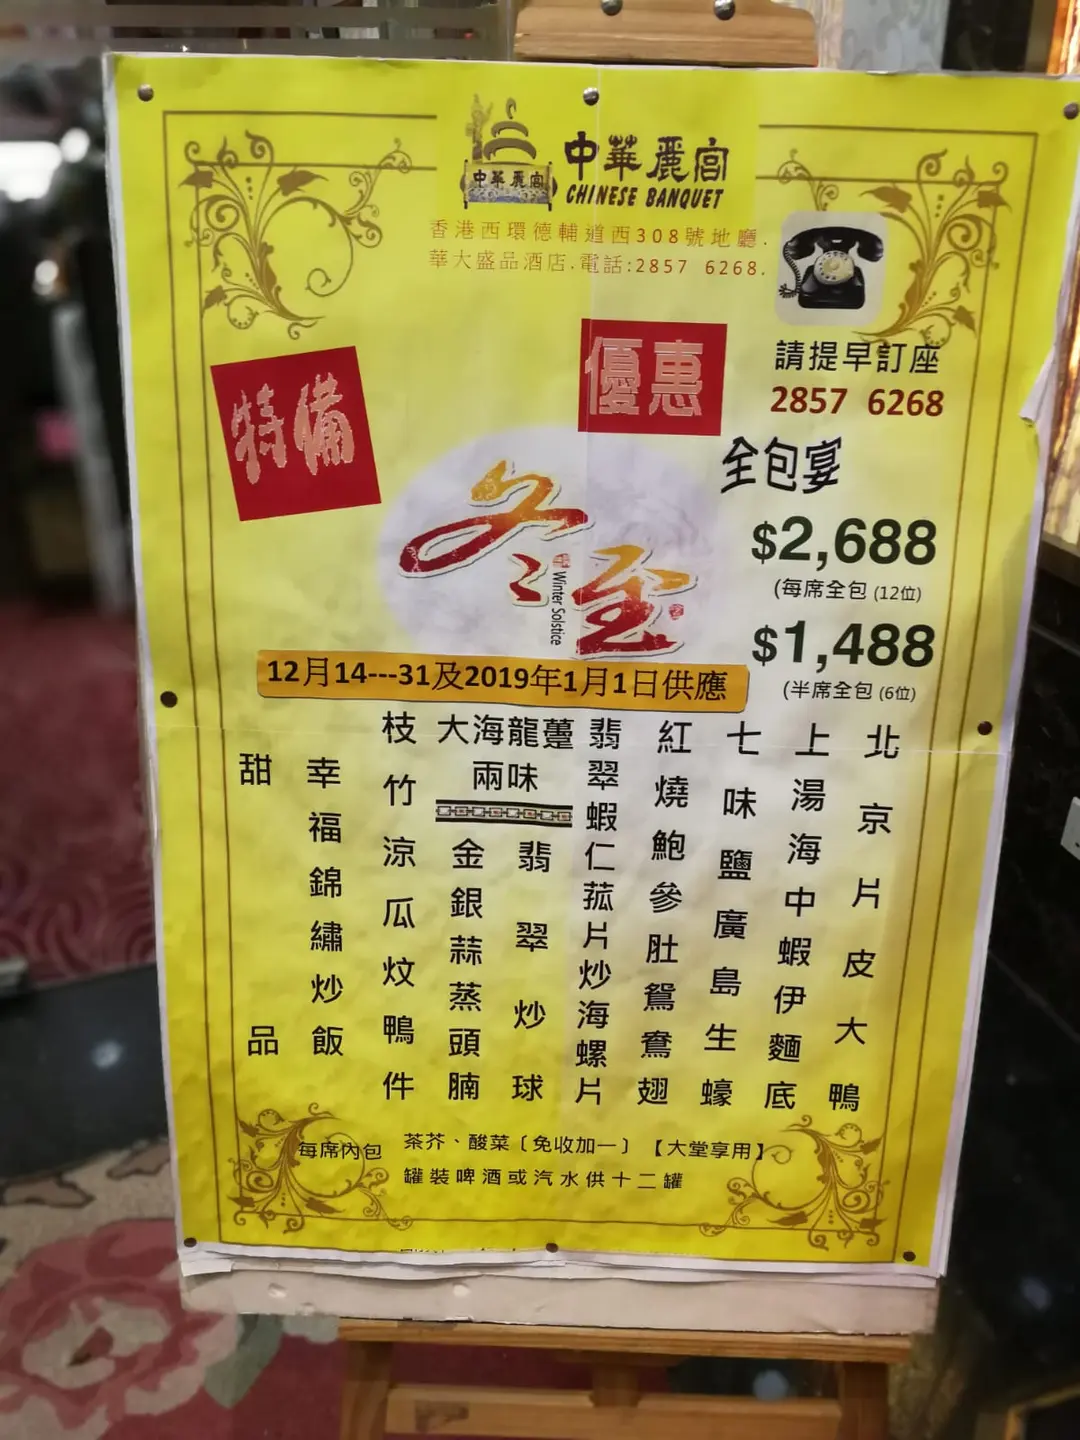 中華麗宮
中華麗宮
CHINESE BANQUET
香港西環德輔道西308號地廳.
華大盛品酒店.電話:2857 6268.
特備
優惠
請提早訂座
2857 6268
全包宴
$2,688
(每席全包 (12位)
$1,488
(半席全包 (6位)
冬至
Winter Solstice
12月14---31及2019年1月1日供應
北京片皮大鴨
上湯海中蝦伊麵底
七味鹽廣島生蠔
紅燒鮑參肚鴛鴦翅
翡翠蝦仁菰片炒海螺片
大海龍躉
兩味
翡翠炒球
金銀蒜蒸頭腩
枝竹涼瓜炆鴨件
幸福錦繡炒飯
甜品
每席內包
茶芥、酸菜〔免收加一〕【大堂享用】
罐裝啤酒或汽水供十二罐